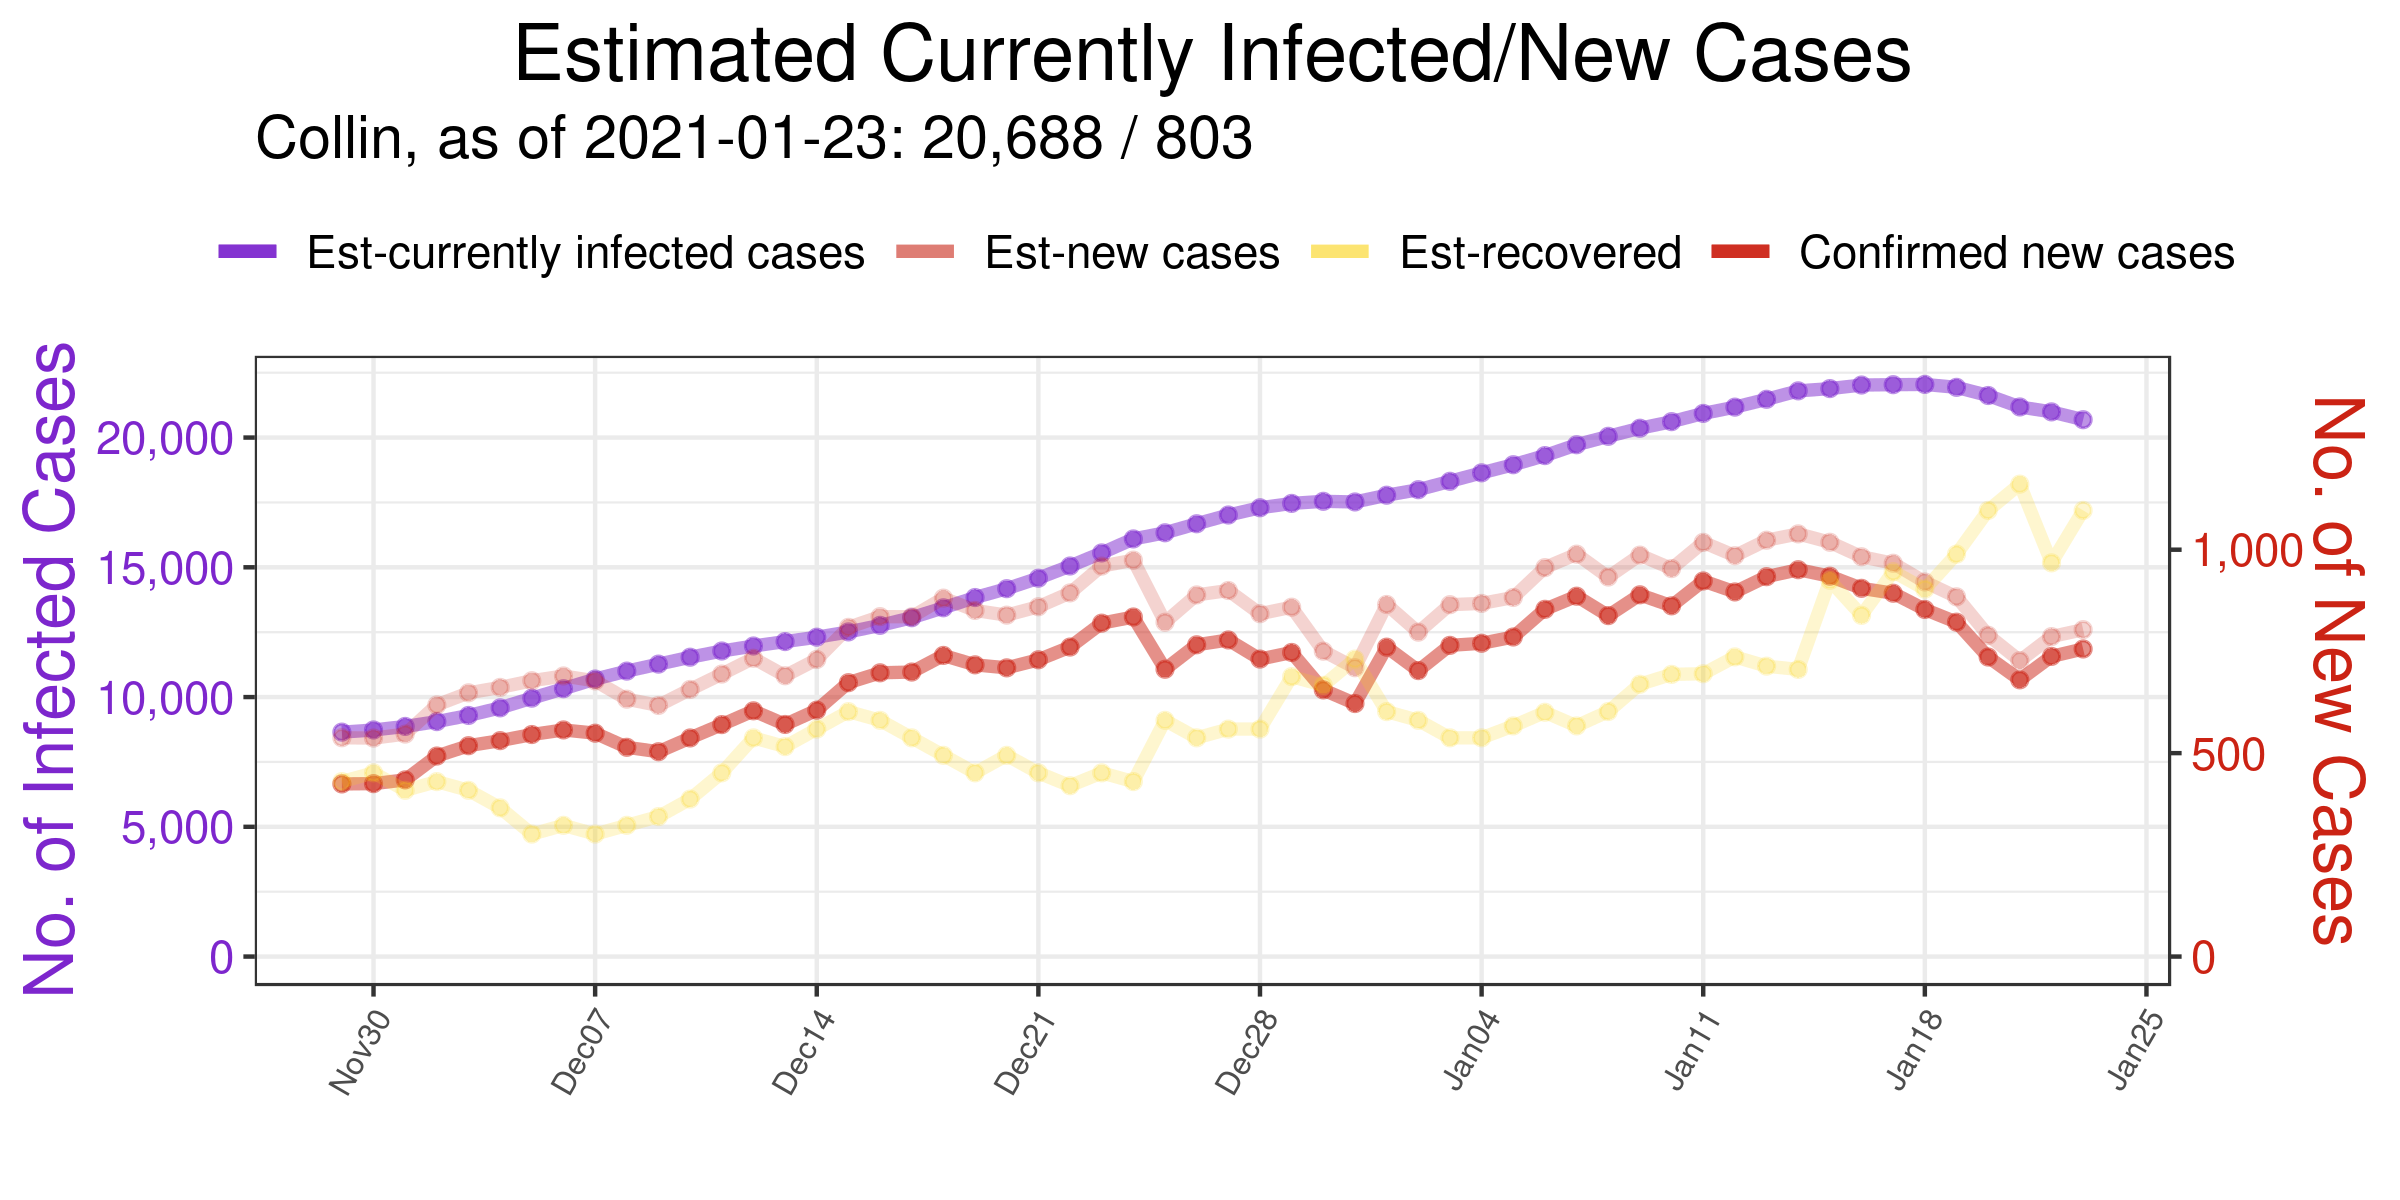 Estimated Currently Infected/New Cases
Collin, as of 2021-01-23: 20,688 / 803
Est-currently infected cases Est-new cases Est-recovered Confirmed new cases
No. of Infected Cases
20,000
15,000
10,000
5,000
0
1,000
500
0
No. of New Cases
Nov30 Dec07 Dec14 Dec21 Dec28 Jan04 Jan11 Jan18 Jan25